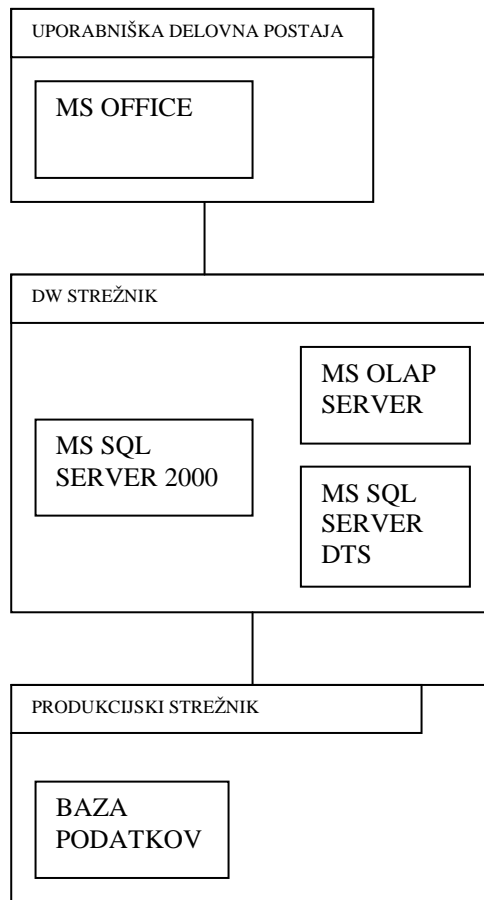 UPORABNIŠKA DELOVNA POSTAJA
MS OFFICE
DW STREŽNIK
MS OLAP
SERVER
MS SQL
SERVER 2000
MS SQL
SERVER
DTS
PRODUKCIJSKI STREŽNIK
BAZA
PODATKOV